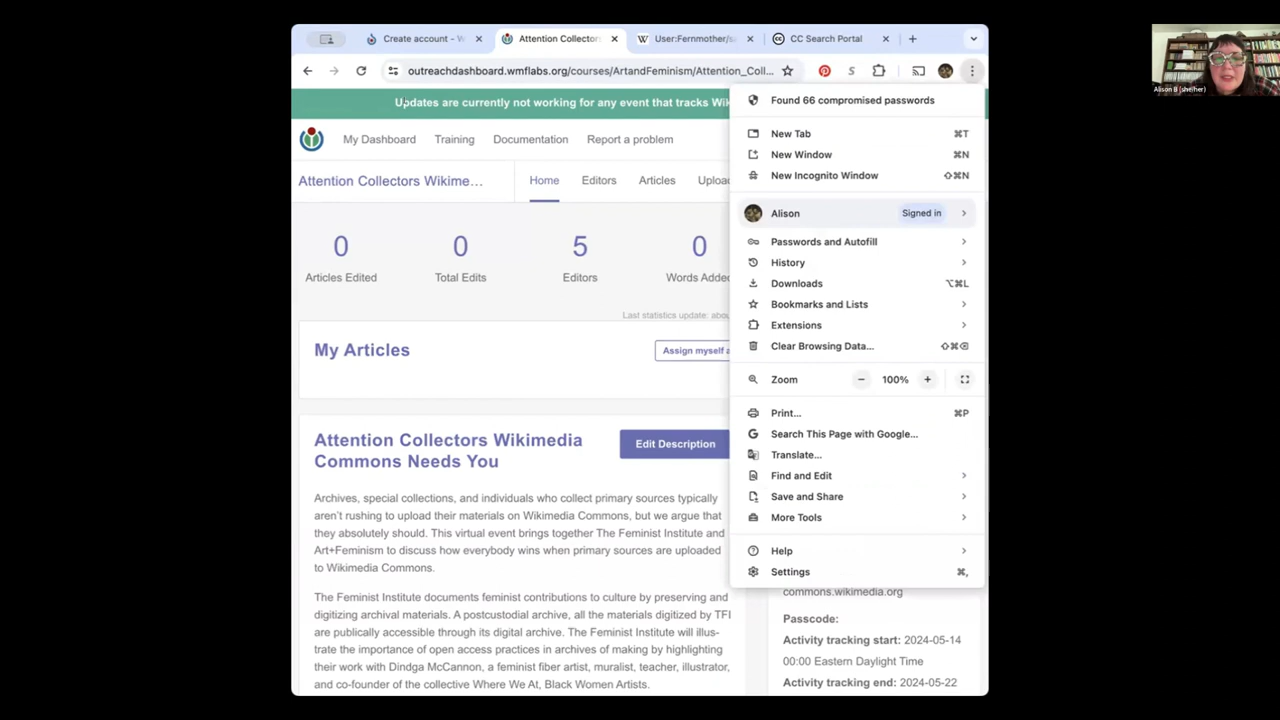 Create account - W
Attention Collectors
User:Fernmother/s
CC Search Portal
outreachdashboard.wmflabs.org/courses/ArtandFeminism/Attention_Coll...
Updates are currently not working for any event that tracks Wik
My Dashboard
Training
Documentation
Report a problem
Attention Collectors Wikime...
Home
Editors
Articles
Uploa
0
0
5
0
Articles Edited
Total Edits
Editors
Words Adde
Last statistics update: abou
My Articles
Assign myself a
Attention Collectors Wikimedia
Commons Needs You
Edit Description
Archives, special collections, and individuals who collect primary sources typically
aren't rushing to upload their materials on Wikimedia Commons, but we argue that
they absolutely should. This virtual event brings together The Feminist Institute and
Art+Feminism to discuss how everybody wins when primary sources are uploaded
to Wikimedia Commons.
The Feminist Institute documents feminist contributions to culture by preserving and
digitizing archival materials. A postcustodial archive, all the materials digitized by TFI
are publically accessible through its digital archive. The Feminist Institute will illus-
trate the importance of open access practices in archives of making by highlighting
their work with Dindga McCannon, a feminist fiber artist, muralist, teacher, illustrator,
and co-founder of the collective Where We At, Black Women Artists.
Found 66 compromised passwords
New Tab ⌘T
New Window ⌘N
New Incognito Window ⇧⌘N
Alison Signed in
Passwords and Autofill
History
Downloads ⌥⌘L
Bookmarks and Lists
Extensions
Clear Browsing Data... ⇧⌘⌫
Zoom − 100% +
Print... ⌘P
Search This Page with Google...
Translate...
Find and Edit
Save and Share
More Tools
Help
Settings ⌘,
commons.wikimedia.org
Passcode:
Activity tracking start: 2024-05-14
00:00 Eastern Daylight Time
Activity tracking end: 2024-05-22
Alison B (she/her)